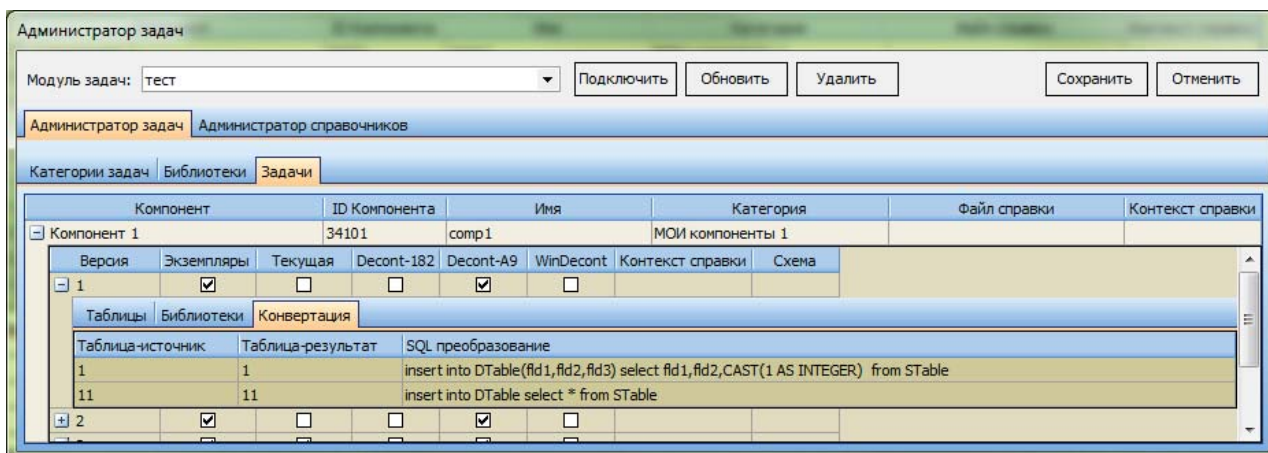 Администратор задач
Модуль задач: тест Подключить Обновить Удалить Сохранить Отменить
Администратор задач Администратор справочников
Категории задач Библиотеки Задачи
Компонент ID Компонента Имя Категория Файл справки Контекст справки
Компонент 1 34101 comp1 МОИ компоненты 1
Версия Экземпляры Текущая Decont-182 Decont-A9 WinDecont Контекст справки Схема
1
Таблицы Библиотеки Конвертация
Таблица-источник Таблица-результат SQL преобразование
1 1 insert into DTable(fld1,fld2,fld3) select fld1,fld2,CAST(1 AS INTEGER) from STable
11 11 insert into DTable select * from STable
2